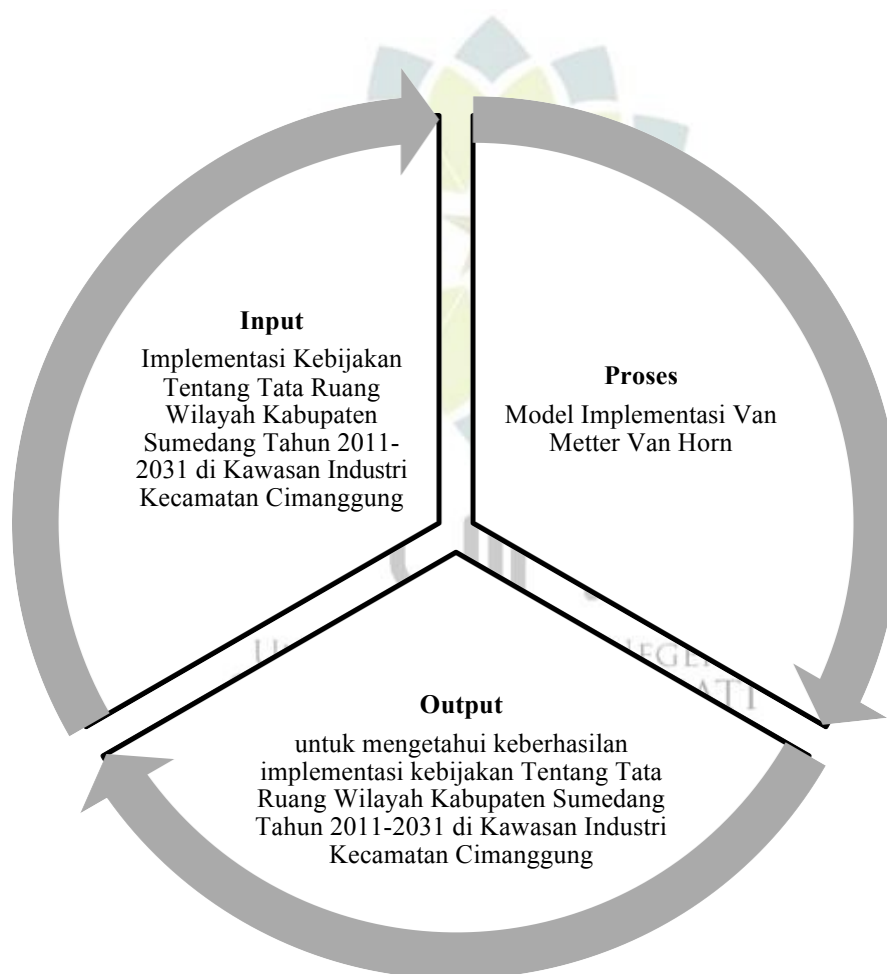 Input
Implementasi Kebijakan
Tentang Tata Ruang
Wilayah Kabupaten
Sumedang Tahun 2011-
2031 di Kawasan Industri
Kecamatan Cimanggung
Proses
Model Implementasi Van
Metter Van Horn
Output
untuk mengetahui keberhasilan
implementasi kebijakan Tentang Tata
Ruang Wilayah Kabupaten Sumedang
Tahun 2011-2031 di Kawasan Industri
Kecamatan Cimanggung